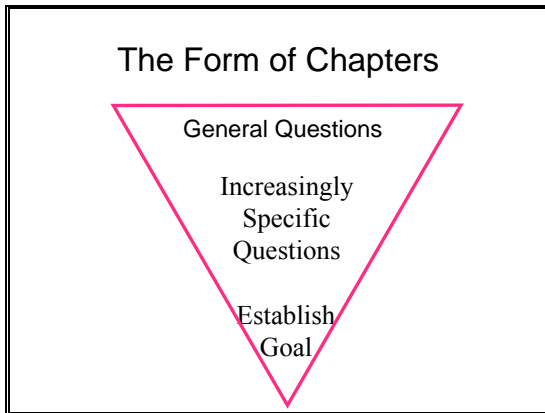 The Form of Chapters
General Questions
Increasingly
Specific
Questions
Establish
Goal